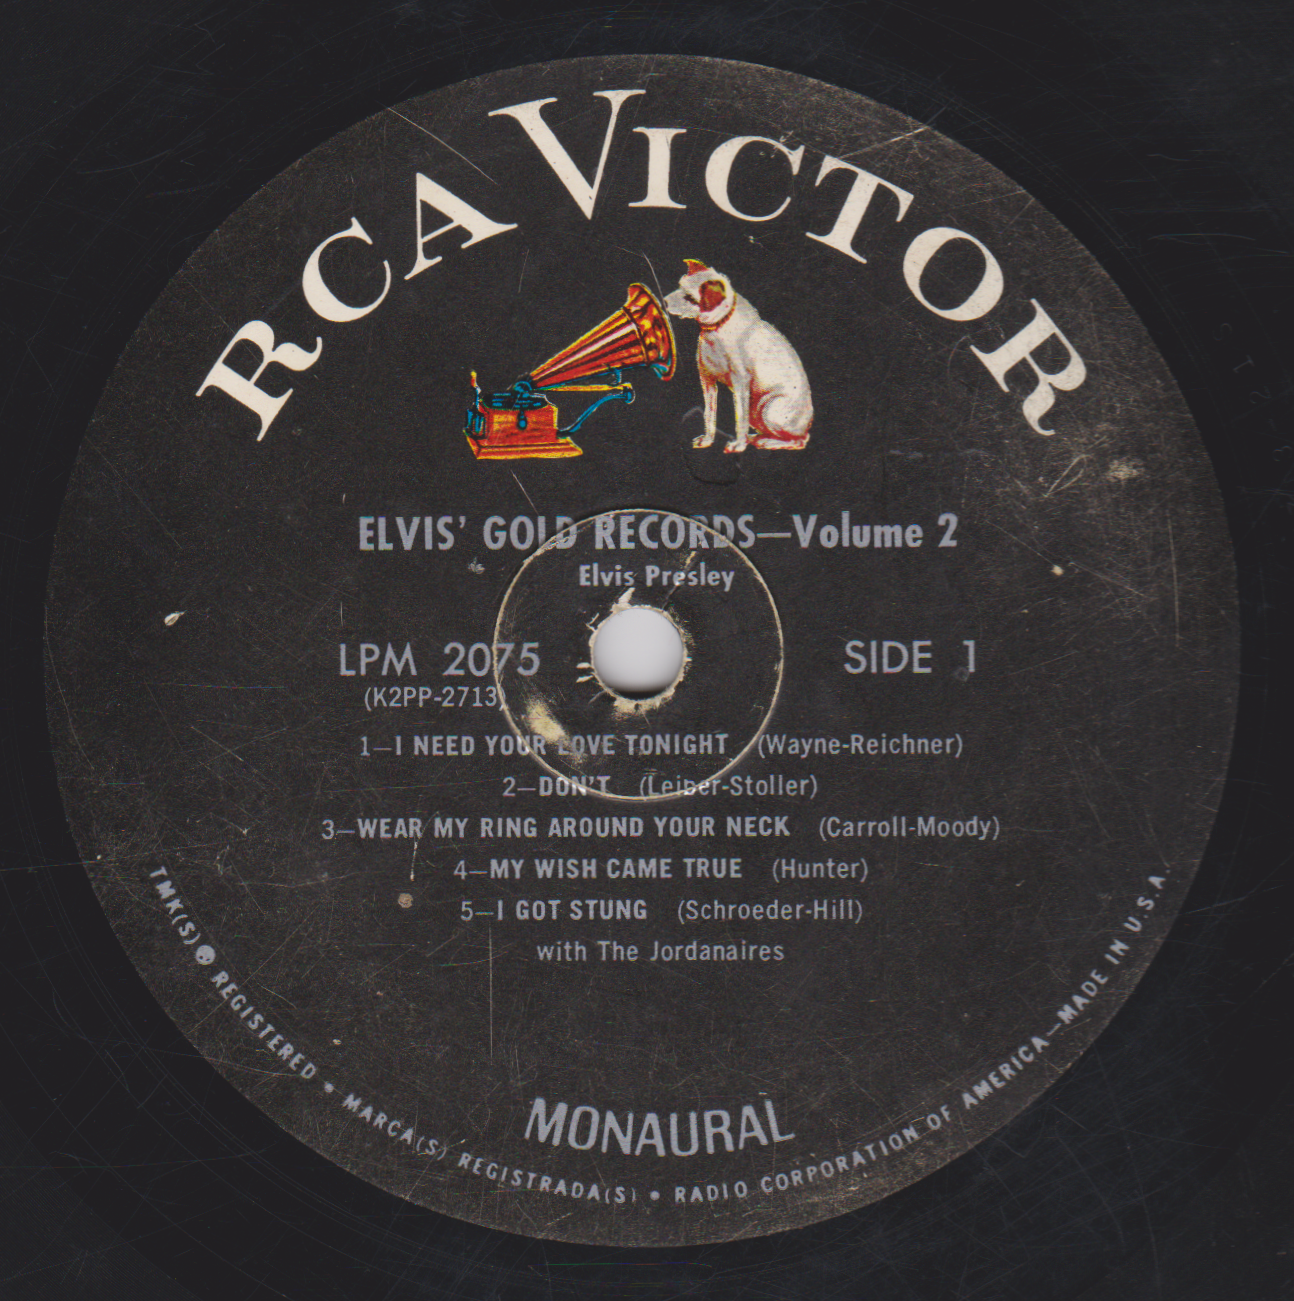 RCA VICTOR
ELVIS' GOLD RECORDS—Volume 2
Elvis Presley
LPM 2075
SIDE 1
(K2PP-2713)
1—I NEED YOUR LOVE TONIGHT (Wayne-Reichner)
2—DON'T (Leiber-Stoller)
3—WEAR MY RING AROUND YOUR NECK (Carroll-Moody)
4—MY WISH CAME TRUE (Hunter)
5—I GOT STUNG (Schroeder-Hill)
with The Jordanaires
MONAURAL
TMK(S) ● REGISTERED • MARCA(S) REGISTRADA(S) • RADIO CORPORATION OF AMERICA—MADE IN U.S.A.